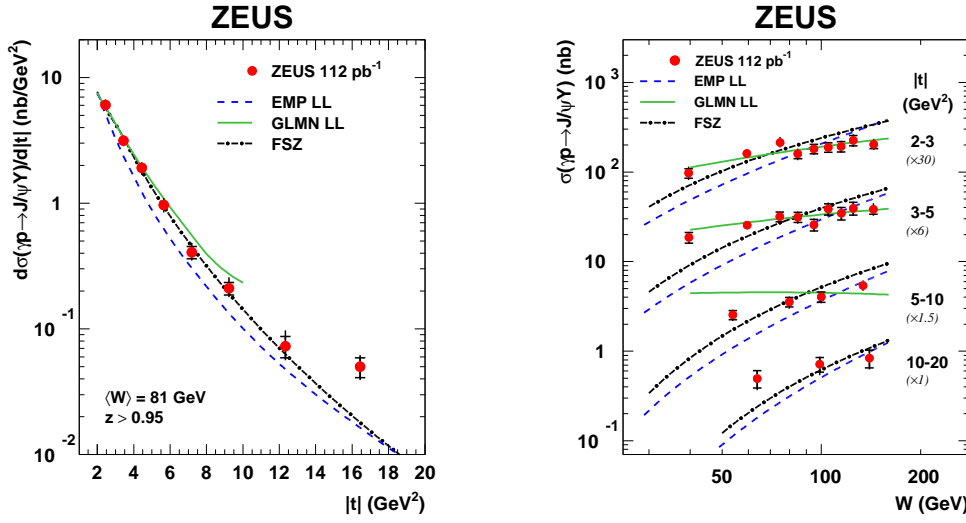 ZEUS
dσ(γp→J/ψY)/d|t| (nb/GeV²)
10
1
10⁻¹
10⁻²
ZEUS 112 pb⁻¹
EMP LL
GLMN LL
FSZ
⟨W⟩ = 81 GeV
z > 0.95
2 4 6 8 10 12 14 16 18 20
|t| (GeV²)
ZEUS
σ(γp→J/ψY) (nb)
10³
10²
10
1
10⁻¹
ZEUS 112 pb⁻¹
EMP LL
GLMN LL
FSZ
|t|
(GeV²)
2-3
(×30)
3-5
(×6)
5-10
(×1.5)
10-20
(×1)
50 100 200
W (GeV)